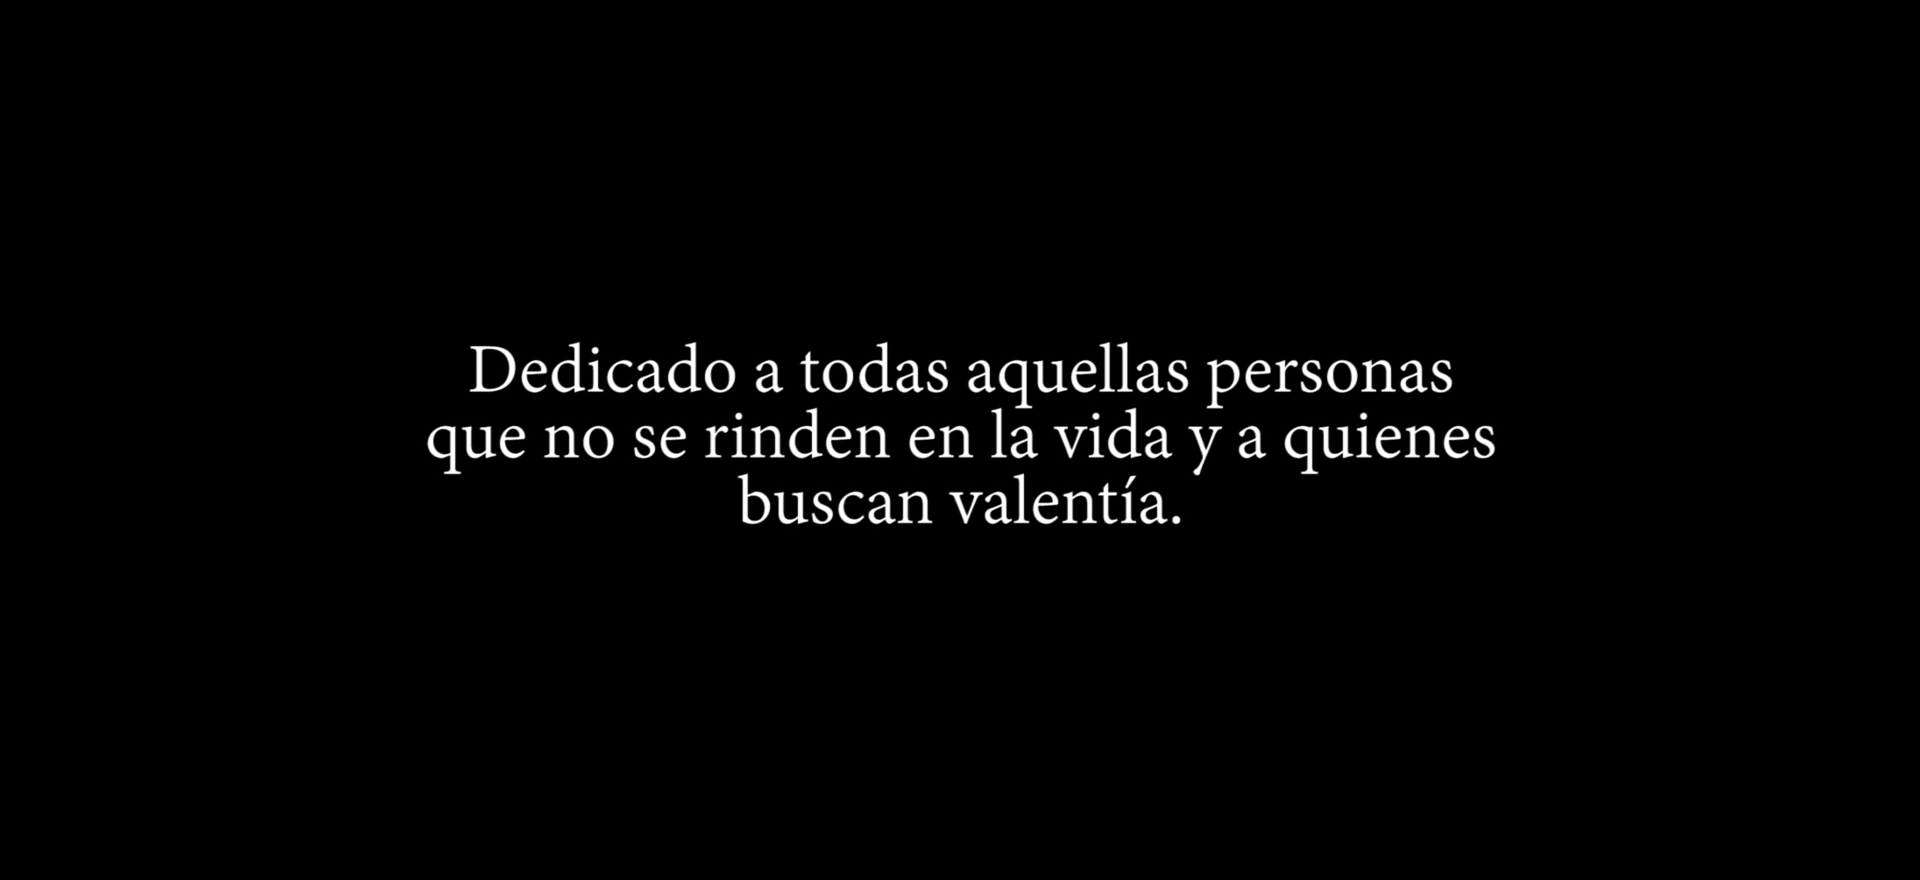 Dedicado a todas aquellas personas
que no se rinden en la vida y a quienes
buscan valentía.